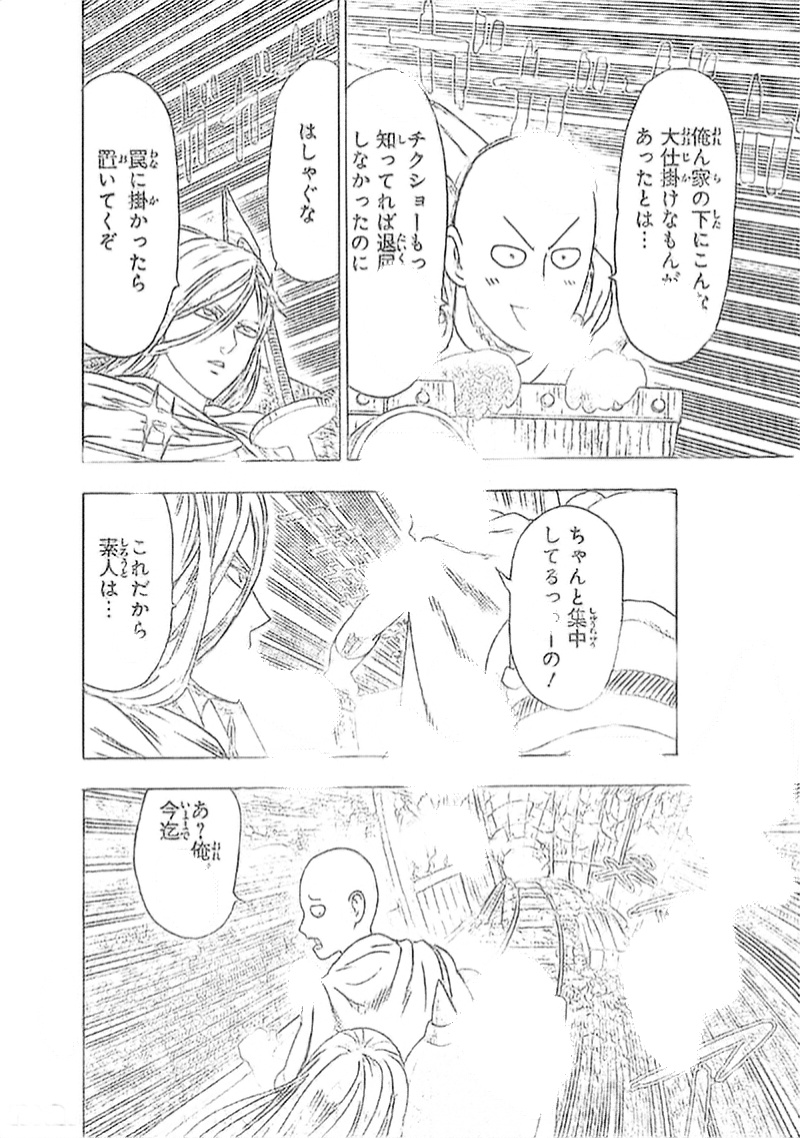 俺ん家の下にこんな
大仕掛けなもんが
あったとは…
チクショーもっ
知ってれば退屈
しなかったのに
はしゃぐな
罠に掛かったら
置いてくぞ
ちゃんと集中
してるっ ーの!
これだから
素人は…
あ?俺
今迄